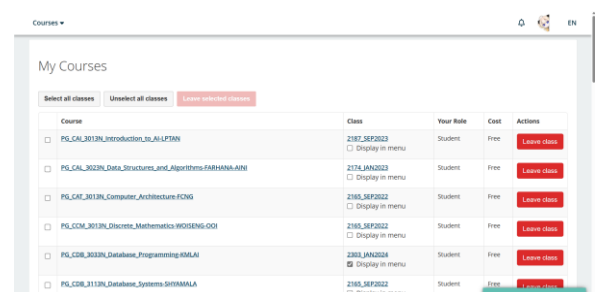 Courses
EN
My Courses
Select all classes Unselect all classes Leave selected classes
Course Class Your Role Cost Actions
PG_CAI_3013N_Introduction_to_AI-LPTAN 2187_SEP2023 Student Free Leave class
Display in menu
PG_CAL_3023N_Data_Structures_and_Algorithms-FARHANA-AINI 2174_JAN2023 Student Free Leave class
Display in menu
PG_CAT_3013N_Computer_Architecture-FCNG 2165_SEP2022 Student Free Leave class
Display in menu
PG_CCM_3013N_Discrete_Mathematics-WOISENG-OOI 2165_SEP2022 Student Free Leave class
Display in menu
PG_CDB_3033N_Database_Programming-KMLAI 2303_JAN2024 Student Free Leave class
Display in menu
PG_CDB_3113N_Database_Systems-SHYAMALA 2165_SEP2022 Student Free